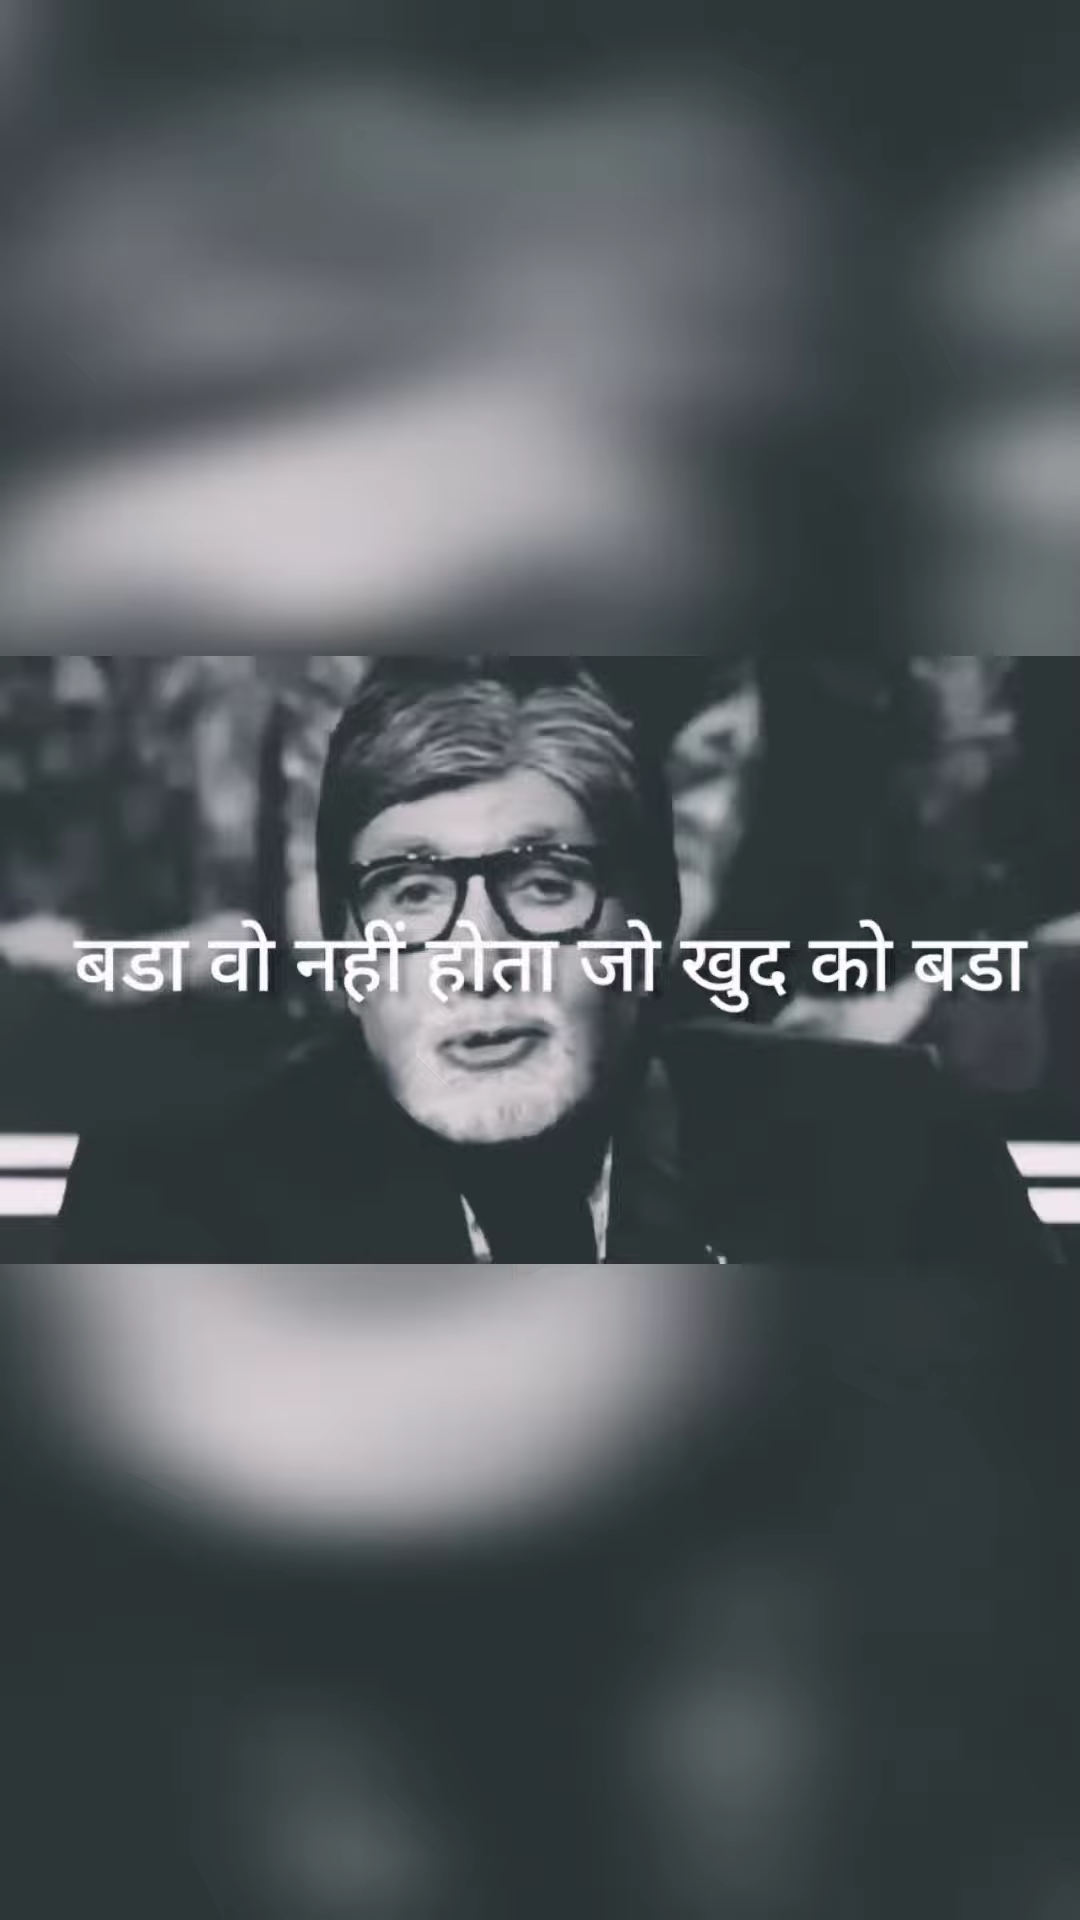 बडा वो नहीं होता जो खुद को बडा